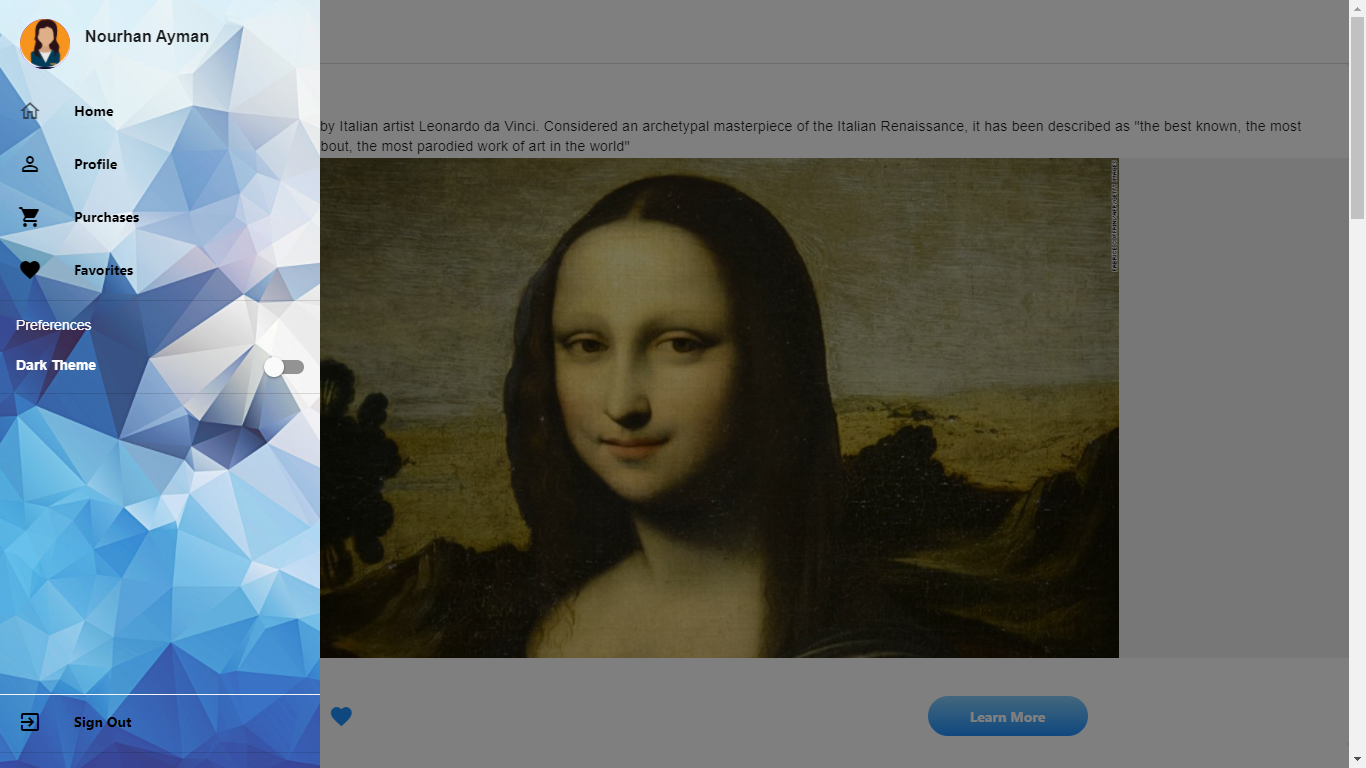 Nourhan Ayman
Home
Profile
Purchases
Favorites
Preferences
Dark Theme
Sign Out
by Italian artist Leonardo da Vinci. Considered an archetypal masterpiece of the Italian Renaissance, it has been described as "the best known, the most
bout, the most parodied work of art in the world"
Learn More